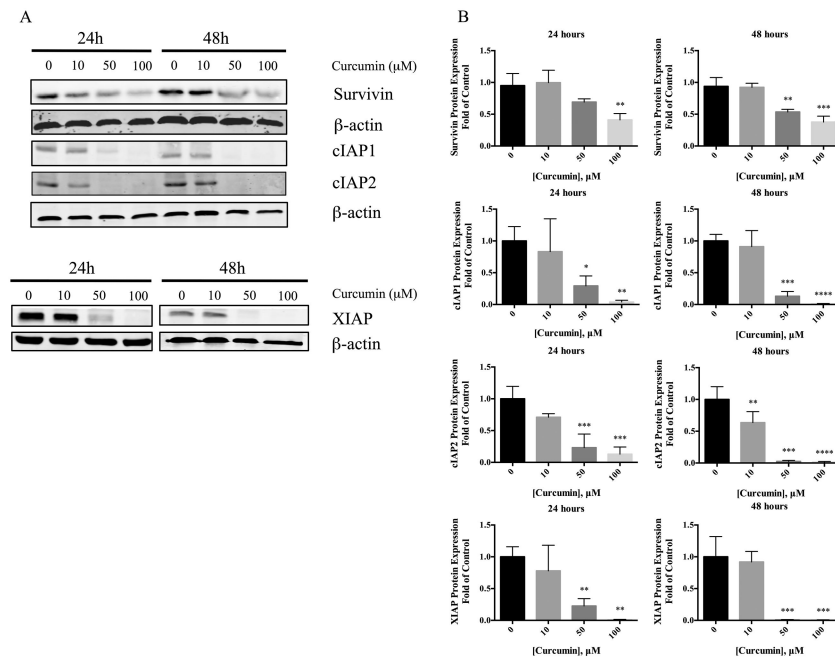 A
24h 48h
0 10 50 100 0 10 50 100 Curcumin (µM)
Survivin
β-actin
cIAP1
cIAP2
β-actin
24h 48h
0 10 50 100 0 10 50 100 Curcumin (µM)
XIAP
β-actin
B
24 hours
Survivin Protein Expression
Fold of Control
1.5
1.0
0.5
0.0
**
0 10 50 100
[Curcumin], µM
48 hours
Survivin Protein Expression
Fold of Control
1.5
1.0
0.5
0.0
** ***
0 10 50 100
[Curcumin], µM
24 hours
cIAP1 Protein Expression
Fold of Control
1.5
1.0
0.5
0.0
* **
0 10 50 100
[Curcumin], µM
48 hours
cIAP1 Protein Expression
Fold of Control
1.5
1.0
0.5
0.0
*** ****
0 10 50 100
[Curcumin], µM
24 hours
cIAP2 Protein Expression
Fold of Control
1.5
1.0
0.5
0.0
*** ***
0 10 50 100
[Curcumin], µM
48 hours
cIAP2 Protein Expression
Fold of Control
1.5
1.0
0.5
0.0
** *** ****
0 10 50 100
[Curcumin], µM
24 hours
XIAP Protein Expression
Fold of Control
1.5
1.0
0.5
0.0
** **
0 10 50 100
[Curcumin], µM
48 hours
XIAP Protein Expression
Fold of Control
1.5
1.0
0.5
0.0
*** ***
0 10 50 100
[Curcumin], µM